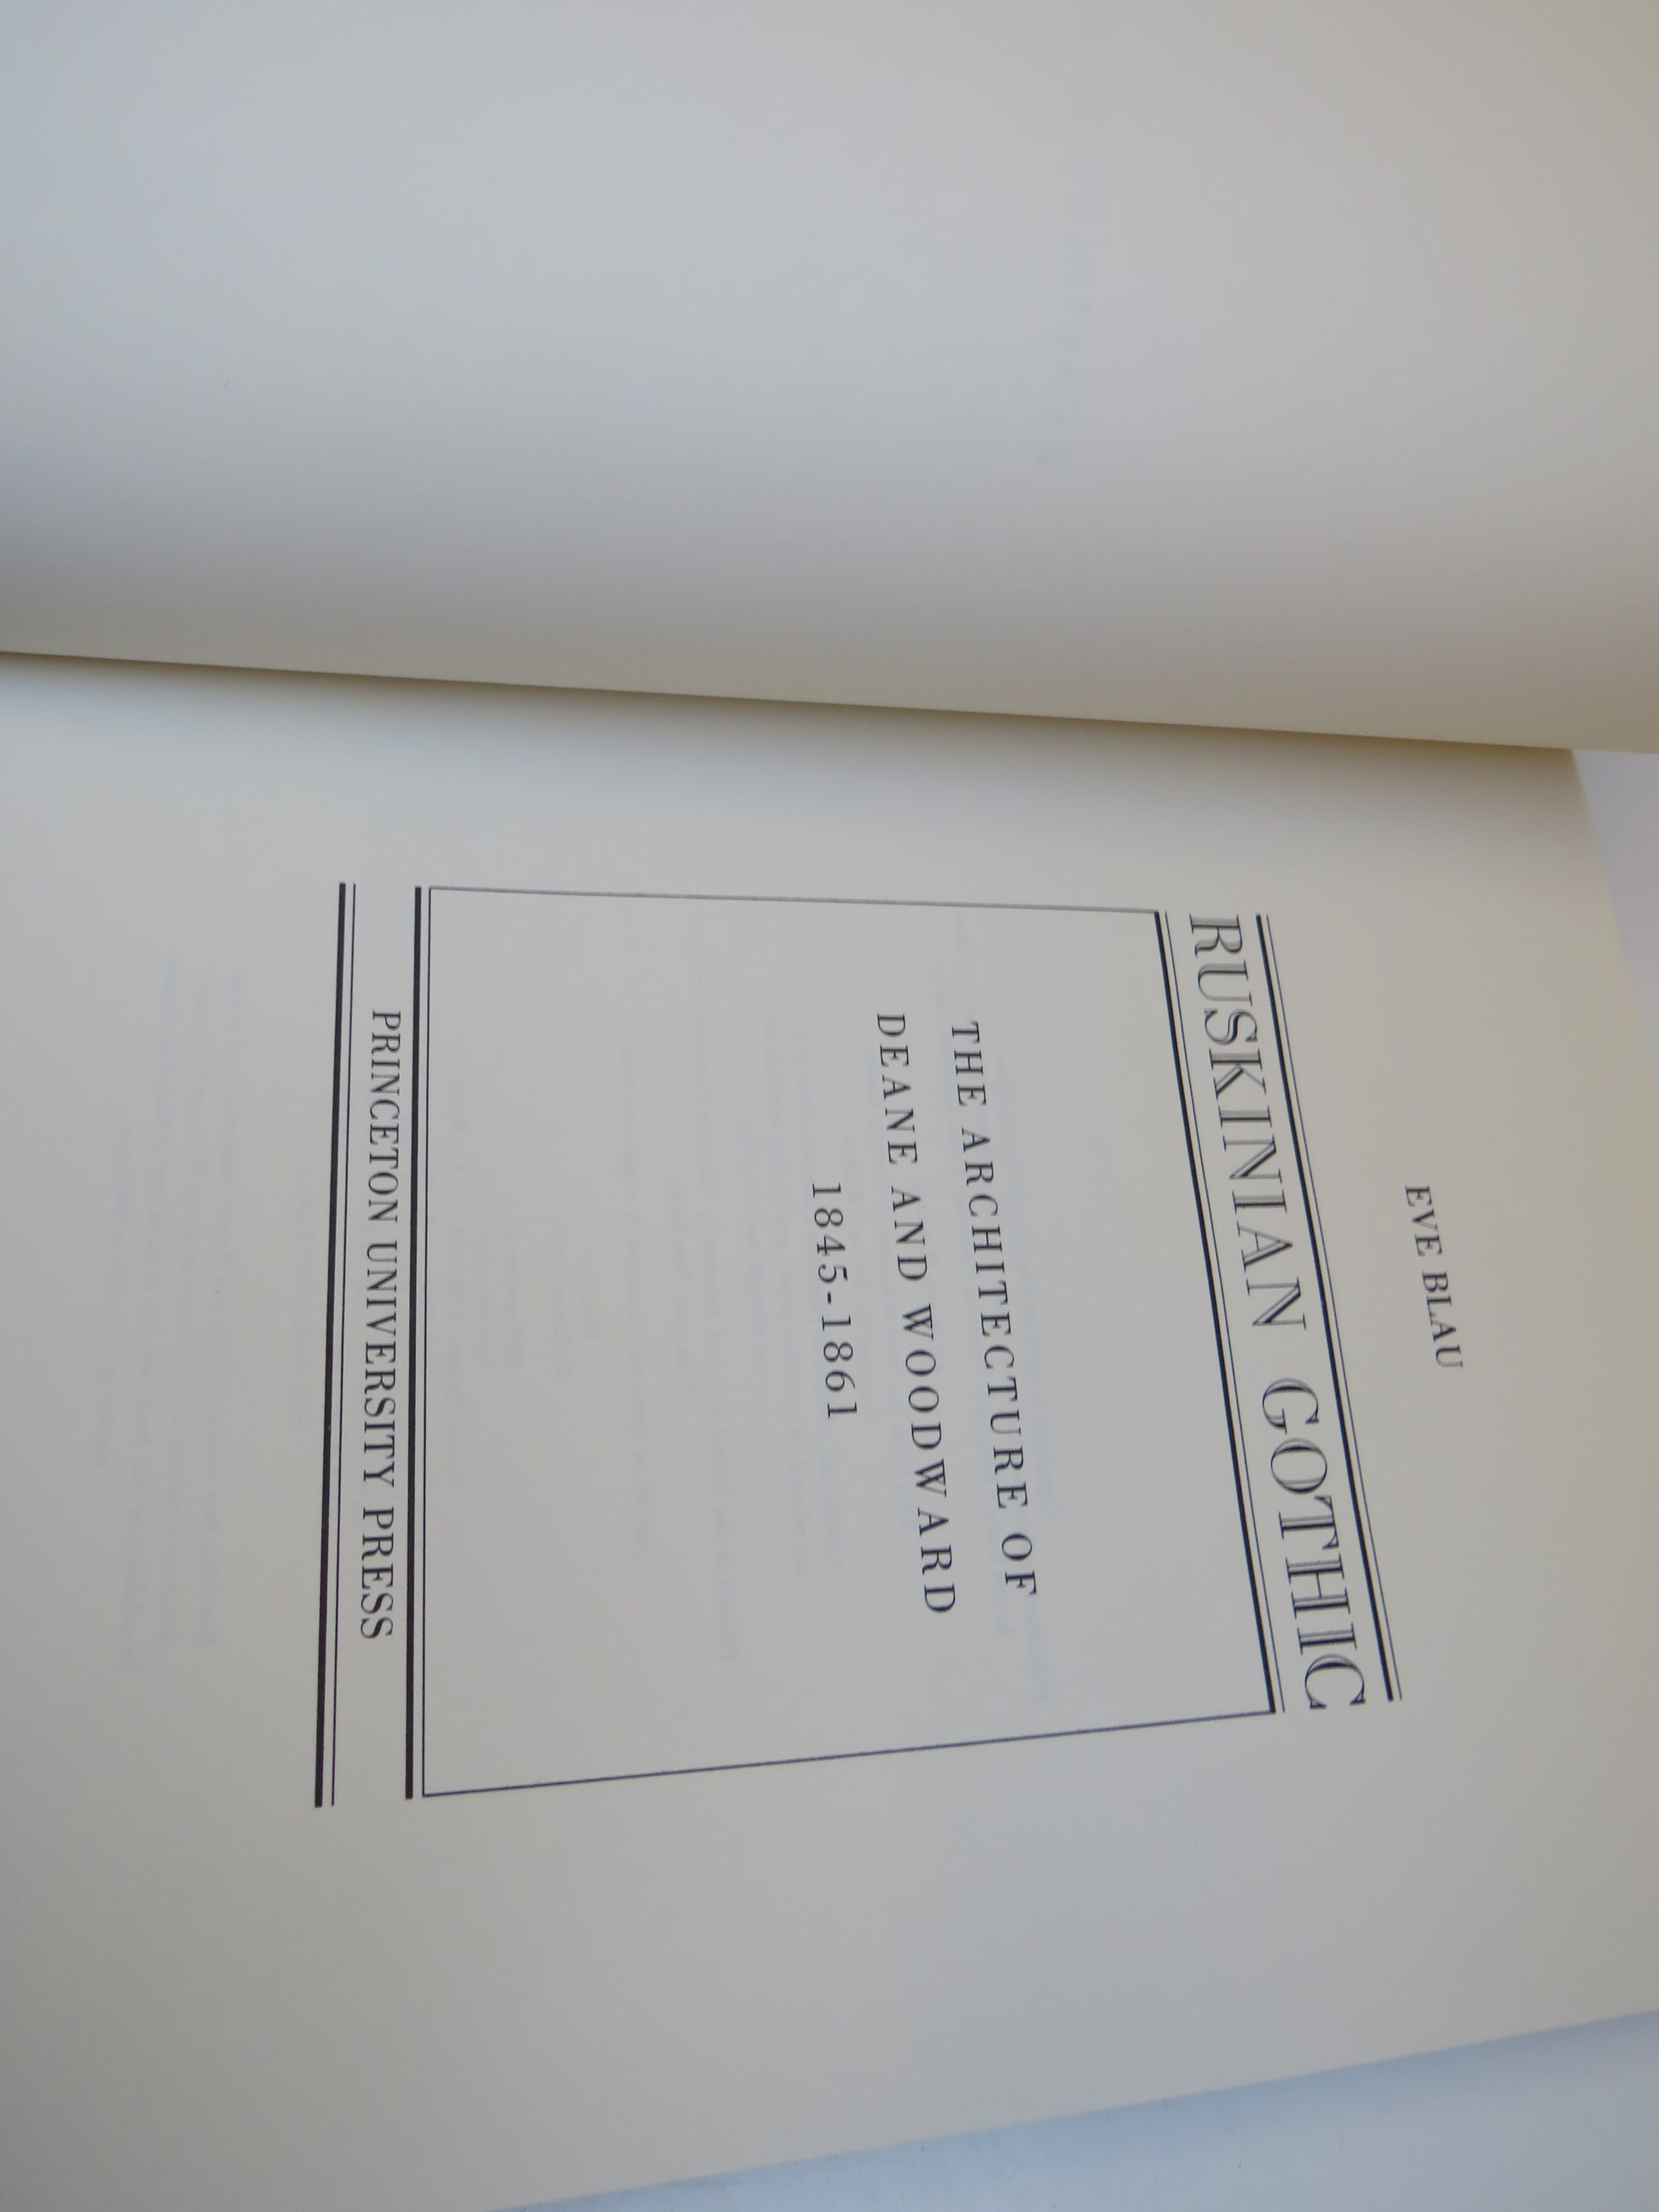 EVE BLAU
RUSKINIAN GOTHIC
THE ARCHITECTURE OF
DEANE AND WOODWARD
1845-1861
PRINCETON UNIVERSITY PRESS